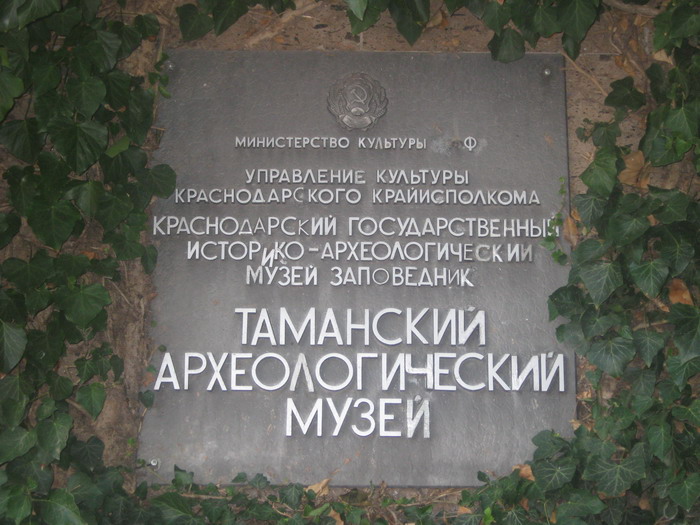 МИНИСТЕРСТВО КУЛЬТУРЫ Ф
УПРАВЛЕНИЕ КУЛЬТУРЫ
КРАСНОДАРСКОГО КРАЙИСПОЛКОМА
КРАСНОДАРСКИЙ ГОСУДАРСТВЕННЫЙ
ИСТОРИКО-АРХЕОЛОГИЧЕСКИЙ
МУЗЕЙ ЗАПОВЕДНИК
ТАМАНСКИЙ
АРХЕОЛОГИЧЕСКИЙ
МУЗЕЙ